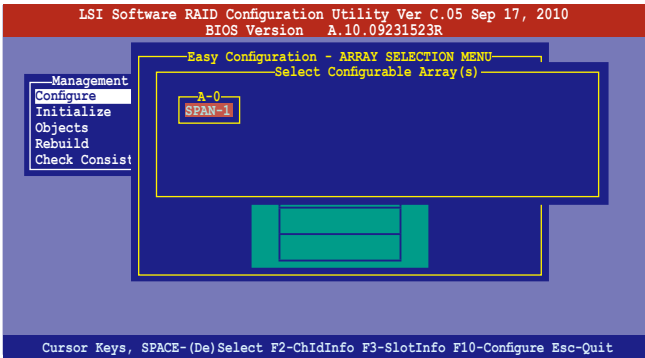 LSI Software RAID Configuration Utility Ver C.05 Sep 17, 2010
BIOS Version A.10.09231523R
Easy Configuration - ARRAY SELECTION MENU
Select Configurable Array(s)
Management
Configure
Initialize
Objects
Rebuild
Check Consist
A-0
SPAN-1
Cursor Keys, SPACE-(De)Select F2-ChIdInfo F3-SlotInfo F10-Configure Esc-Quit